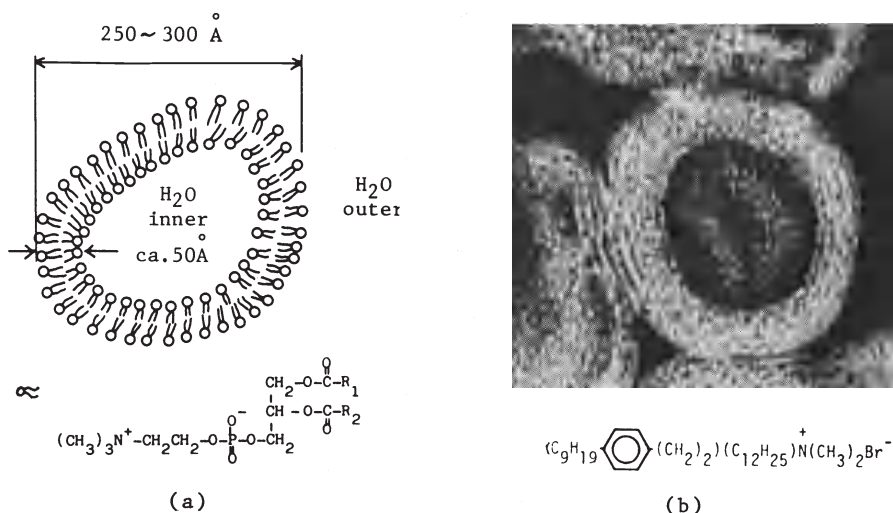 250~300 Å
H2O
inner
H2O
outer
ca.50Å
(CH3)3N+-CH2CH2-O-P-O-CH2
O-
O
CH2-O-C-R1
O
CH-O-C-R2
O
(a)
(C9H19 (CH2)2)(C12H25)N+(CH3)2Br-
(b)